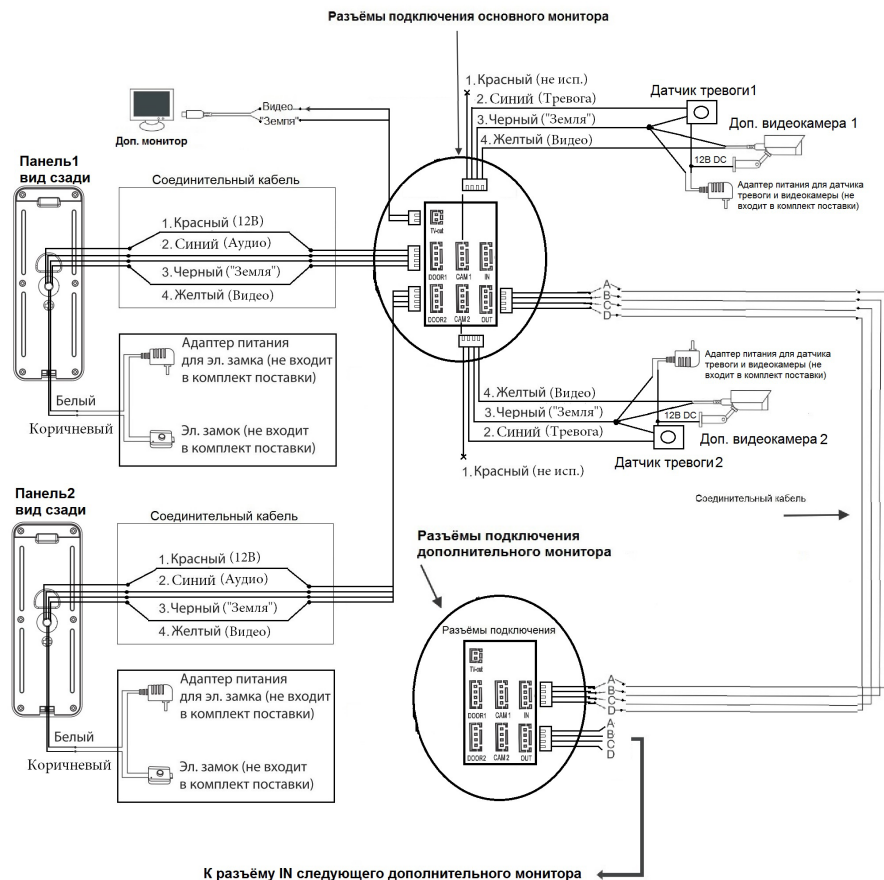 Разъёмы подключения основного монитора
1. Красный (не исп.)
2. Синий (Тревога)
3. Черный ("Земля")
4. Желтый (Видео)
Датчик тревоги1
Доп. видеокамера 1
12В DC
Адаптер питания для датчика
тревоги и видеокамеры (не
входит в комплект поставки)
Видео
"Земля"
Доп. монитор
Панель1
вид сзади
Соединительный кабель
1. Красный (12В)
2. Синий (Аудио)
3. Черный ("Земля")
4. Желтый (Видео)
TV-out
DOOR1
CAM 1
IN
DOOR2
CAM 2
OUT
A
B
C
D
A
B
C
D
Адаптер питания
для эл. замка (не входит
в комплект поставки)
Белый
Коричневый
Эл. замок (не входит
в комплект поставки)
4. Желтый (Видео)
3. Черный ("Земля")
2. Синий (Тревога)
1. Красный (не исп.)
Адаптер питания для датчика
тревоги и видеокамеры (не
входит в комплект поставки)
12В DC
Доп. видеокамера 2
Датчик тревоги2
Соединительный кабель
Панель2
вид сзади
Соединительный кабель
1. Красный (12В)
2. Синий (Аудио)
3. Черный ("Земля")
4. Желтый (Видео)
Разъёмы подключения
дополнительного монитора
Разъёмы подключения
TV-out
DOOR1
CAM 1
IN
DOOR2
CAM 2
OUT
A
B
C
D
A
B
C
D
Адаптер питания
для эл. замка (не входит
в комплект поставки)
Белый
Коричневый
Эл. замок (не входит
в комплект поставки)
К разъёму IN следующего дополнительного монитора